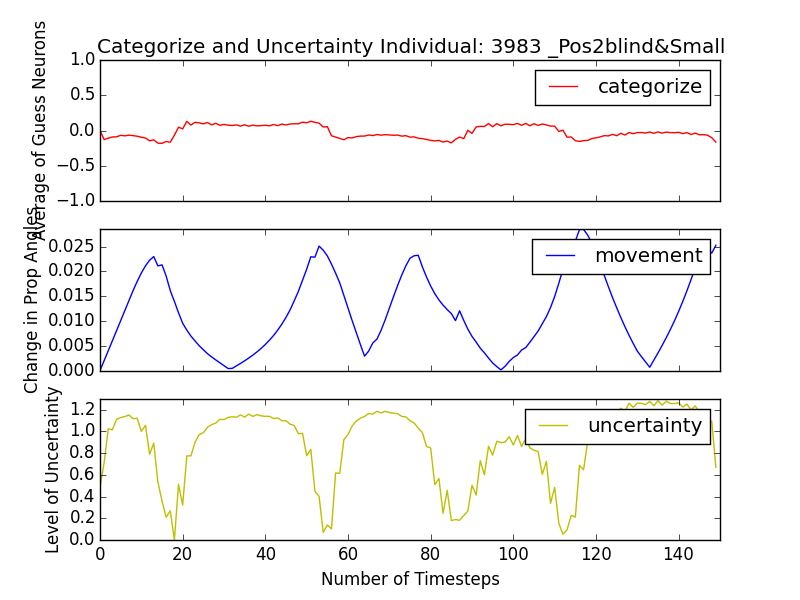 Categorize and Uncertainty Individual: 3983 _Pos2blind&Small
Average of Guess Neurons
1.0
0.5
0.0
−0.5
−1.0
categorize
Change in Prop Angles
0.025
0.020
0.015
0.010
0.005
0.000
movement
Level of Uncertainty
1.2
1.0
0.8
0.6
0.4
0.2
0.0
uncertainty
0 20 40 60 80 100 120 140
Number of Timesteps